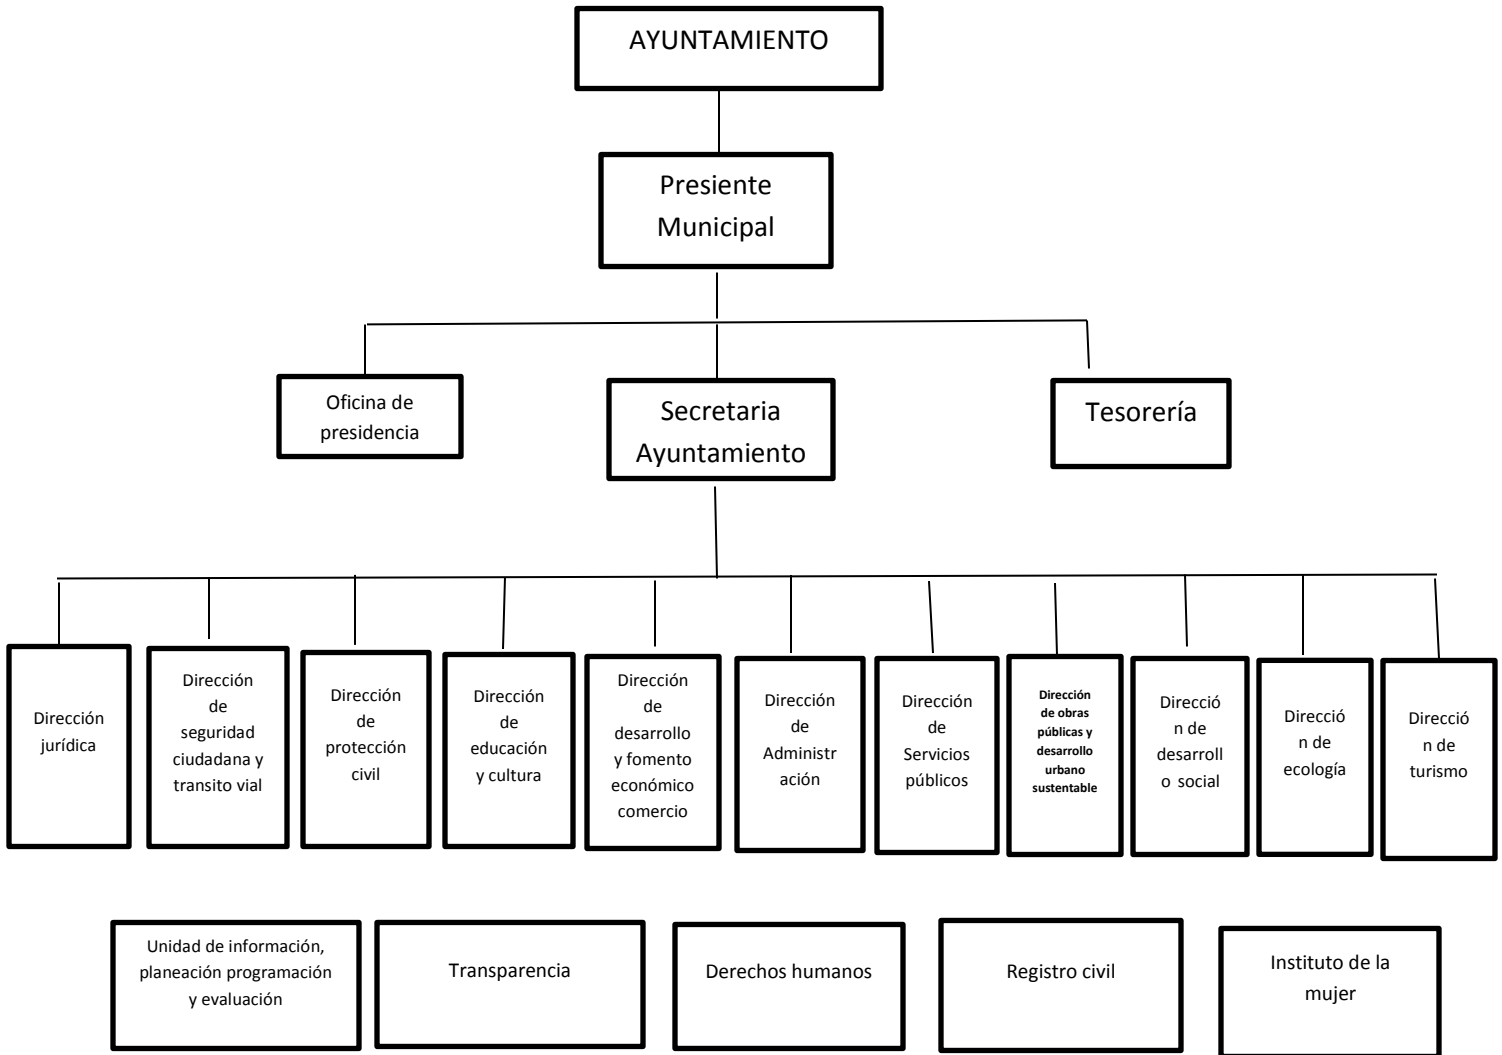 AYUNTAMIENTO
Presiente
Municipal
Oficina de
presidencia
Secretaria
Ayuntamiento
Tesorería
Dirección
jurídica
Dirección
de
seguridad
ciudadana y
transito vial
Dirección
de
protección
civil
Dirección
de
educación
y cultura
Dirección
de
desarrollo
y fomento
económico
comercio
Dirección
de
Administr
ación
Dirección
de
Servicios
públicos
Dirección
de obras
públicas y
desarrollo
urbano
sustentable
Direcció
n de
desarroll
o social
Direcció
n de
ecología
Direcció
n de
turismo
Unidad de información,
planeación programación
y evaluación
Transparencia
Derechos humanos
Registro civil
Instituto de la
mujer